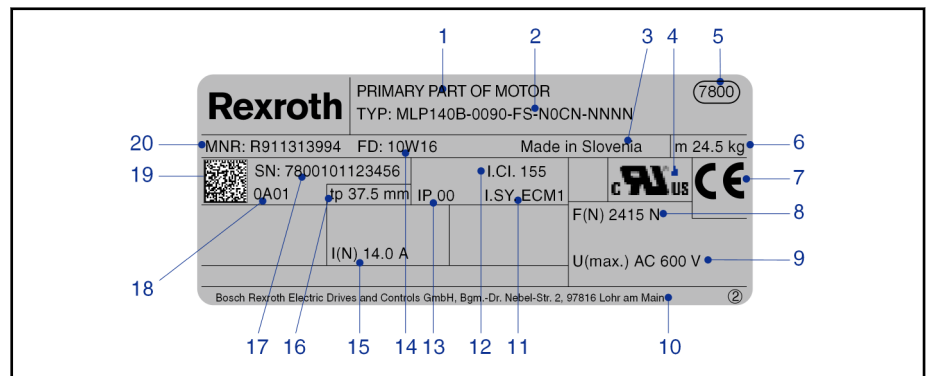 1 2 3 4 5
Rexroth
PRIMARY PART OF MOTOR
7800
TYP: MLP140B-0090-FS-N0CN-NNNN
20 MNR: R911313994 FD: 10W16 Made in Slovenia m 24.5 kg 6
19 SN: 7800101123456 I.CI. 155 C US CE 7
0A01 tp 37.5 mm IP 00 I.SY. ECM1
F(N) 2415 N 8
I(N) 14.0 A
U(max.) AC 600 V 9
18
Bosch Rexroth Electric Drives and Controls GmbH, Bgm.-Dr. Nebel-Str. 2, 97816 Lohr am Main ②
17 16 15 14 13 12 11 10